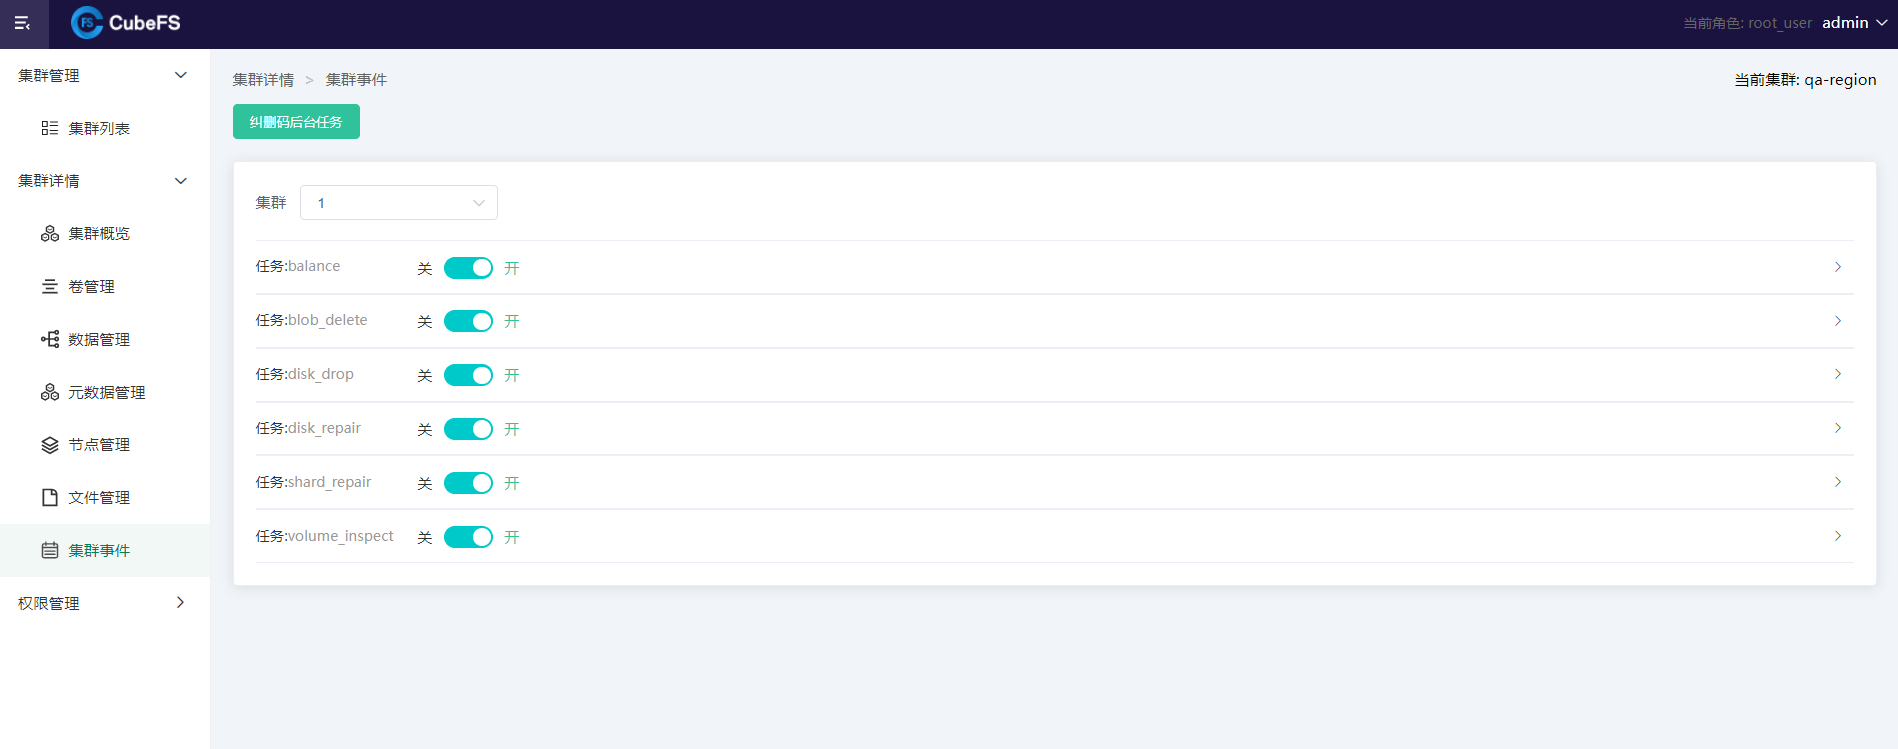 CubeFS
当前角色: root_user admin
集群管理
集群列表
集群详情
集群概览
卷管理
数据管理
元数据管理
节点管理
文件管理
集群事件
权限管理
集群详情 > 集群事件
当前集群: qa-region
纠删码后台任务
集群 1
任务:balance 关 开
任务:blob_delete 关 开
任务:disk_drop 关 开
任务:disk_repair 关 开
任务:shard_repair 关 开
任务:volume_inspect 关 开